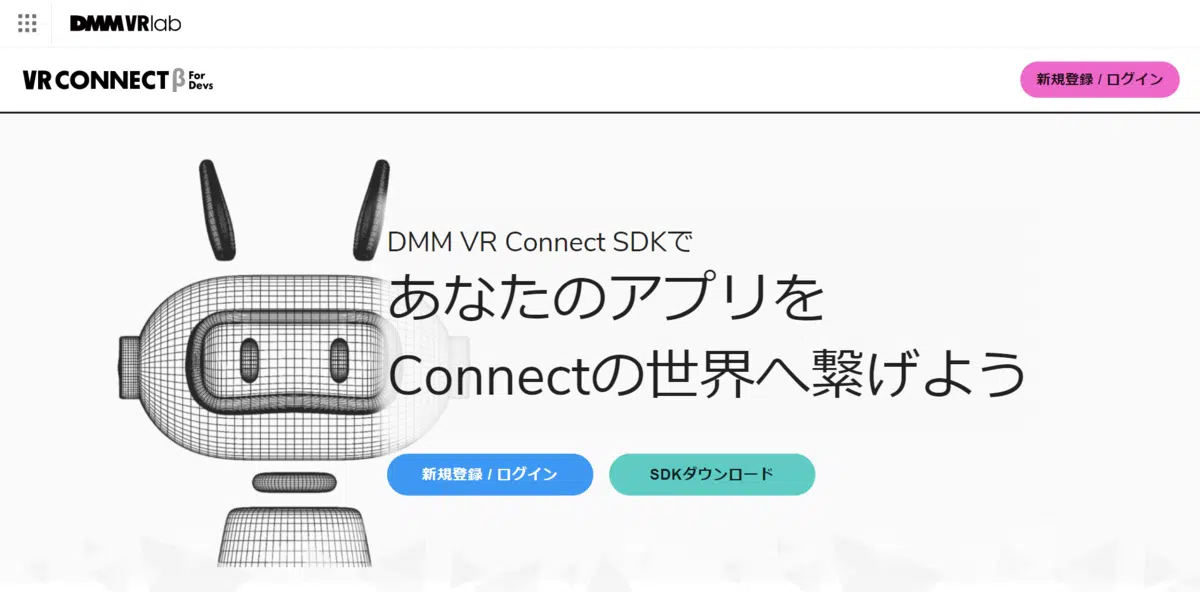 DMM VR lab
VR CONNECT β For Devs
新規登録 / ログイン
DMM VR Connect SDKで
あなたのアプリを
Connectの世界へ繋げよう
新規登録 / ログイン
SDKダウンロード